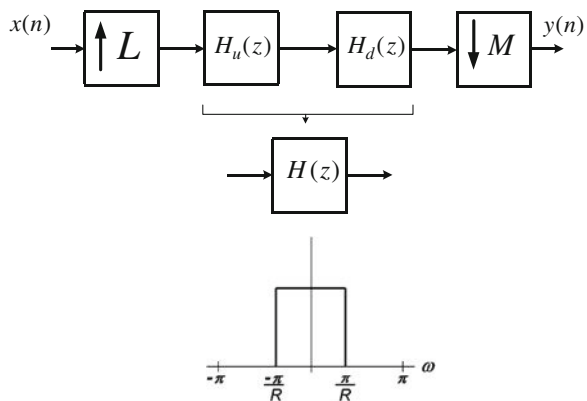 x(n) L H_u(z) H_d(z) M y(n)
H(z)
-π -π/R π/R π ω